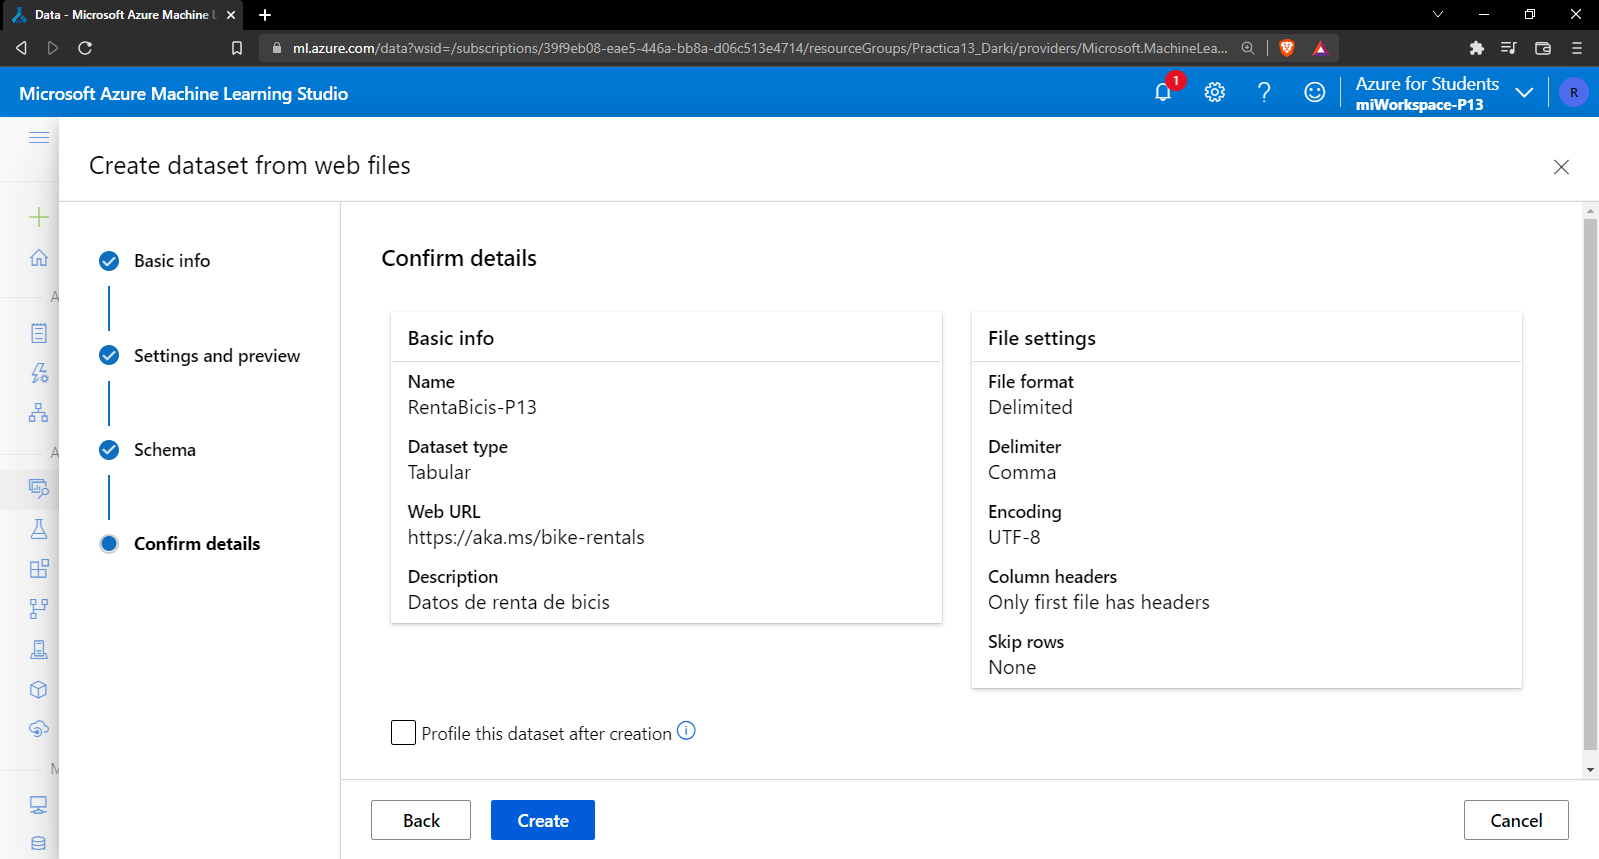 Data - Microsoft Azure Machine L
ml.azure.com/data?wsid=/subscriptions/39f9eb08-eae5-446a-bb8a-d06c513e4714/resourceGroups/Practica13_Darki/providers/Microsoft.MachineLea...
Microsoft Azure Machine Learning Studio
1
?
Azure for Students
miWorkspace-P13
R
Create dataset from web files
A
A
M
Basic info
Settings and preview
Schema
Confirm details
Confirm details
Basic info
Name
RentaBicis-P13
Dataset type
Tabular
Web URL
https://aka.ms/bike-rentals
Description
Datos de renta de bicis
File settings
File format
Delimited
Delimiter
Comma
Encoding
UTF-8
Column headers
Only first file has headers
Skip rows
None
Profile this dataset after creation
Back
Create
Cancel